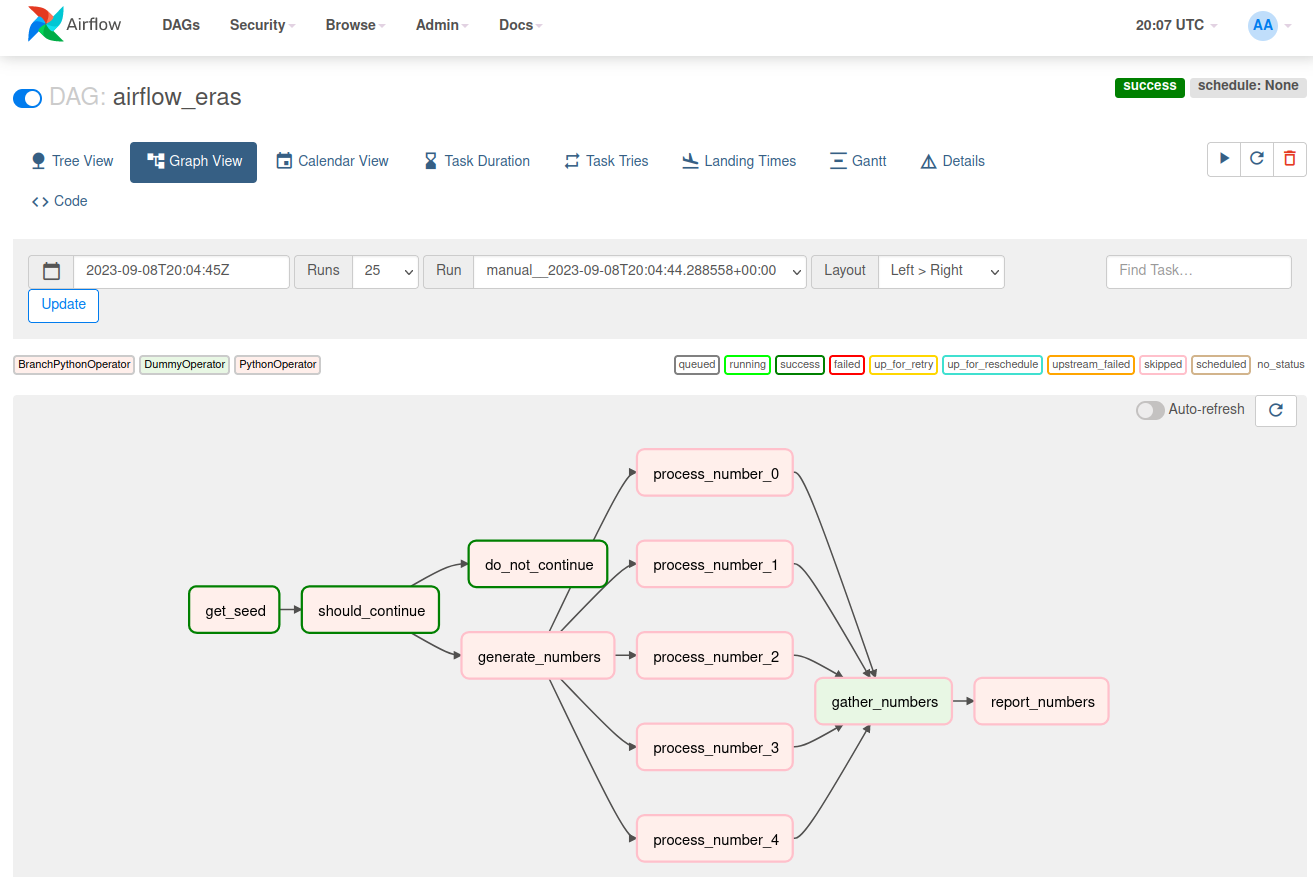 Airflow DAGs Security Browse Admin Docs 20:07 UTC AA
DAG: airflow_eras success schedule: None
Tree View Graph View Calendar View Task Duration Task Tries Landing Times Gantt Details
Code
2023-09-08T20:04:45Z Runs 25 Run manual__2023-09-08T20:04:44.288558+00:00 Layout Left > Right Find Task...
Update
BranchPythonOperator DummyOperator PythonOperator queued running success failed up_for_retry up_for_reschedule upstream_failed skipped scheduled no_status
Auto-refresh
process_number_0
do_not_continue process_number_1
get_seed should_continue
generate_numbers process_number_2
gather_numbers report_numbers
process_number_3
process_number_4